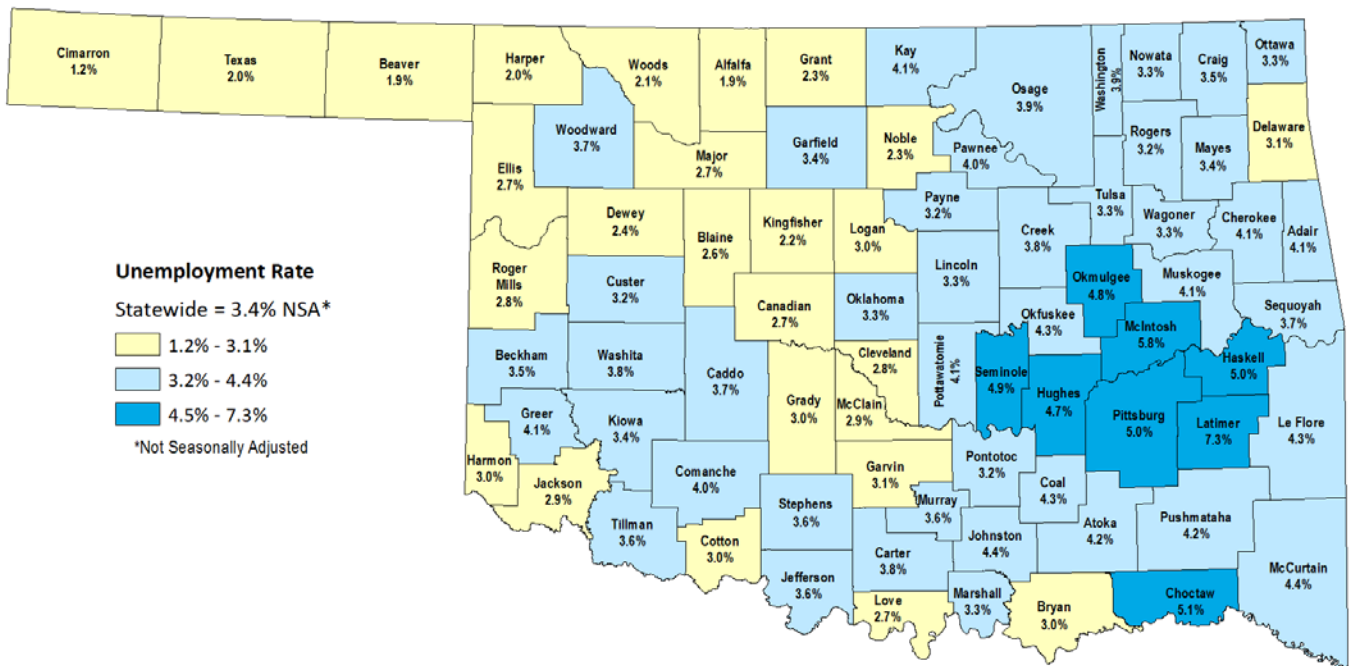 Cimarron
1.2%
Texas
2.0%
Beaver
1.9%
Harper
2.0%
Woods
2.1%
Alfalfa
1.9%
Grant
2.3%
Kay
4.1%
Osage
3.9%
Washington
3.9%
Nowata
3.3%
Craig
3.5%
Ottawa
3.3%
Woodward
3.7%
Ellis
2.7%
Major
2.7%
Garfield
3.4%
Noble
2.3%
Pawnee
4.0%
Rogers
3.2%
Mayes
3.4%
Delaware
3.1%
Dewey
2.4%
Blaine
2.6%
Kingfisher
2.2%
Logan
3.0%
Payne
3.2%
Creek
3.8%
Tulsa
3.3%
Wagoner
3.3%
Cherokee
4.1%
Adair
4.1%
Roger
Mills
2.8%
Custer
3.2%
Canadian
2.7%
Oklahoma
3.3%
Lincoln
3.3%
Okmulgee
4.8%
Muskogee
4.1%
Sequoyah
3.7%
Okfuskee
4.3%
McIntosh
5.8%
Haskell
5.0%
Beckham
3.5%
Washita
3.8%
Caddo
3.7%
Grady
3.0%
Cleveland
2.8%
McClain
2.9%
Pottawatomie
4.1%
Seminole
4.9%
Hughes
4.7%
Pittsburg
5.0%
Latimer
7.3%
Le Flore
4.3%
Greer
4.1%
Kiowa
3.4%
Harmon
3.0%
Jackson
2.9%
Comanche
4.0%
Garvin
3.1%
Pontotoc
3.2%
Coal
4.3%
Tillman
3.6%
Cotton
3.0%
Stephens
3.6%
Murray
3.6%
Johnston
4.4%
Atoka
4.2%
Pushmataha
4.2%
McCurtain
4.4%
Jefferson
3.6%
Carter
3.8%
Love
2.7%
Marshall
3.3%
Bryan
3.0%
Choctaw
5.1%
Unemployment Rate
Statewide = 3.4% NSA*
1.2% - 3.1%
3.2% - 4.4%
4.5% - 7.3%
*Not Seasonally Adjusted